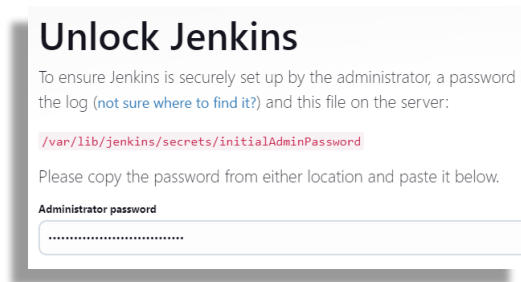 Unlock Jenkins
To ensure Jenkins is securely set up by the administrator, a password
the log (not sure where to find it?) and this file on the server:
/var/lib/jenkins/secrets/initialAdminPassword
Please copy the password from either location and paste it below.
Administrator password
••••••••••••••••••••••••••••••••